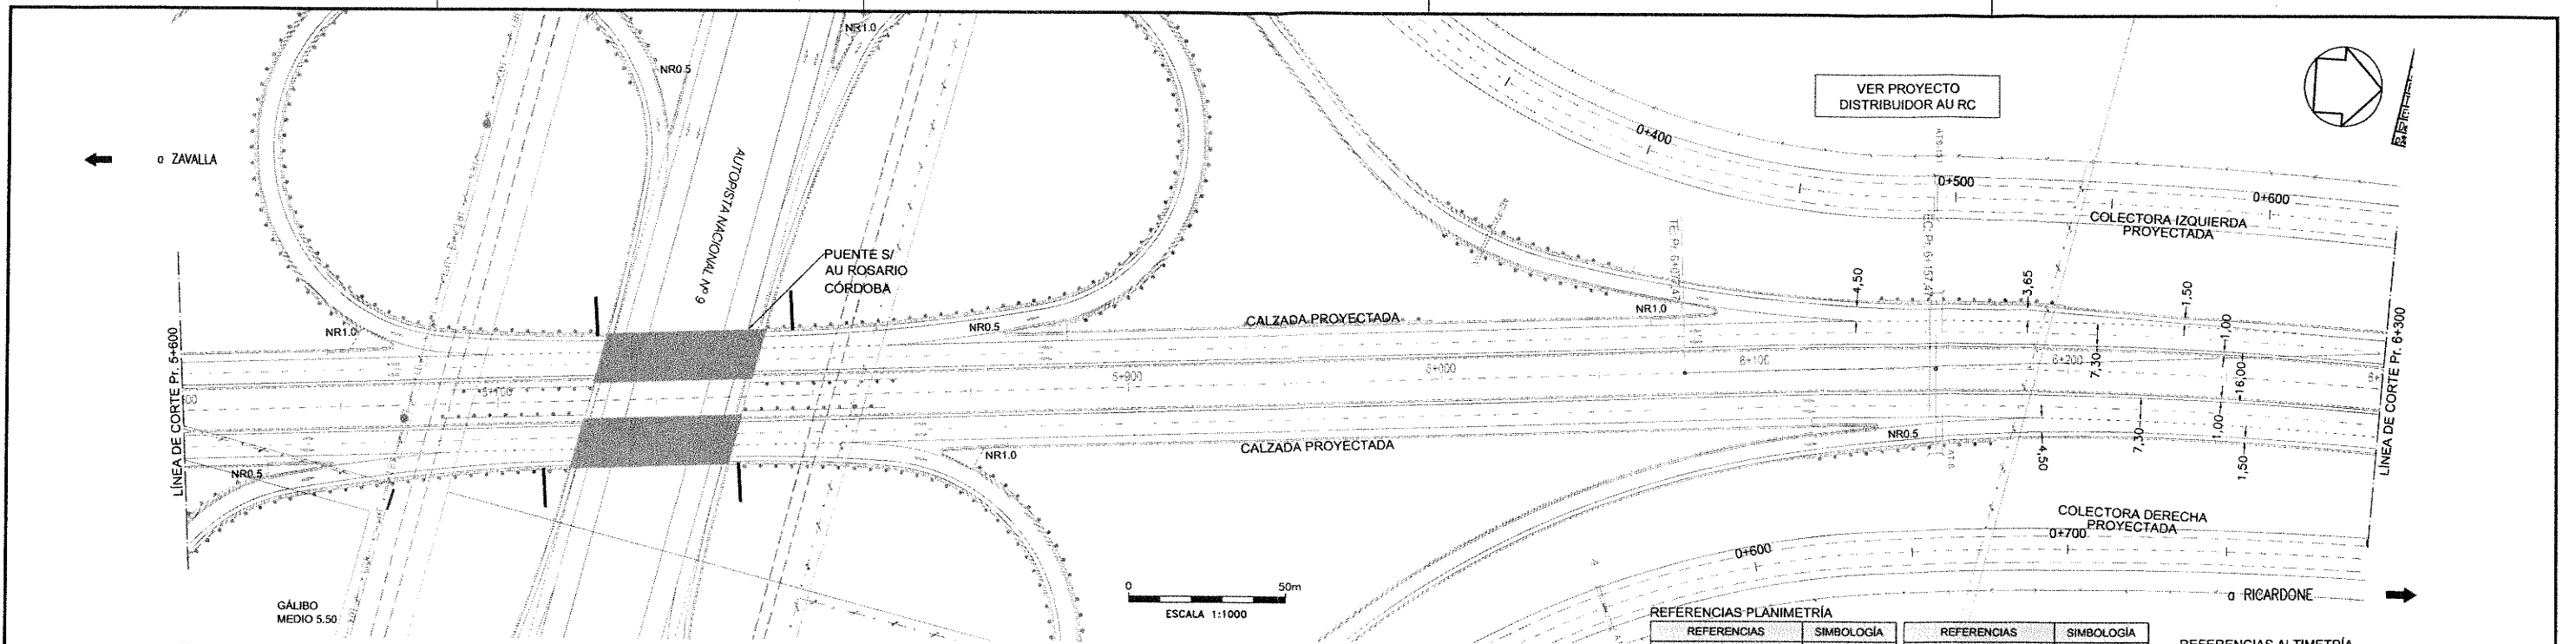 NR1.0
NR0.5
VER PROYECTO
DISTRIBUIDOR AU RC
0+400
a ZAVALLA
AUTOPISTA NACIONAL Nº 9
0+500
0+600
COLECTORA IZQUIERDA
PROYECTADA
PUENTE S/
AU ROSARIO
CÓRDOBA
4,50
3,65
1,50
1,00
NR1.0
NR0.5
CALZADA PROYECTADA
NR1.0
LÍNEA DE CORTE Pr. 5+600
LÍNEA DE CORTE Pr. 6+300
5+900
6+000
6+100
6+200
7,30
16,00
CALZADA PROYECTADA
NR0.5
NR1.0
NR0.5
4,50
7,30
1,00
1,50
COLECTORA DERECHA
PROYECTADA
0+600
0+700
GÁLIBO
MEDIO 5.50
0 50m
ESCALA 1:1000
a RICARDONE
REFERENCIAS PLANIMETRÍA
REFERENCIAS SIMBOLOGÍA REFERENCIAS SIMBOLOGÍA
REFERENCIAS ALTIMETRÍA